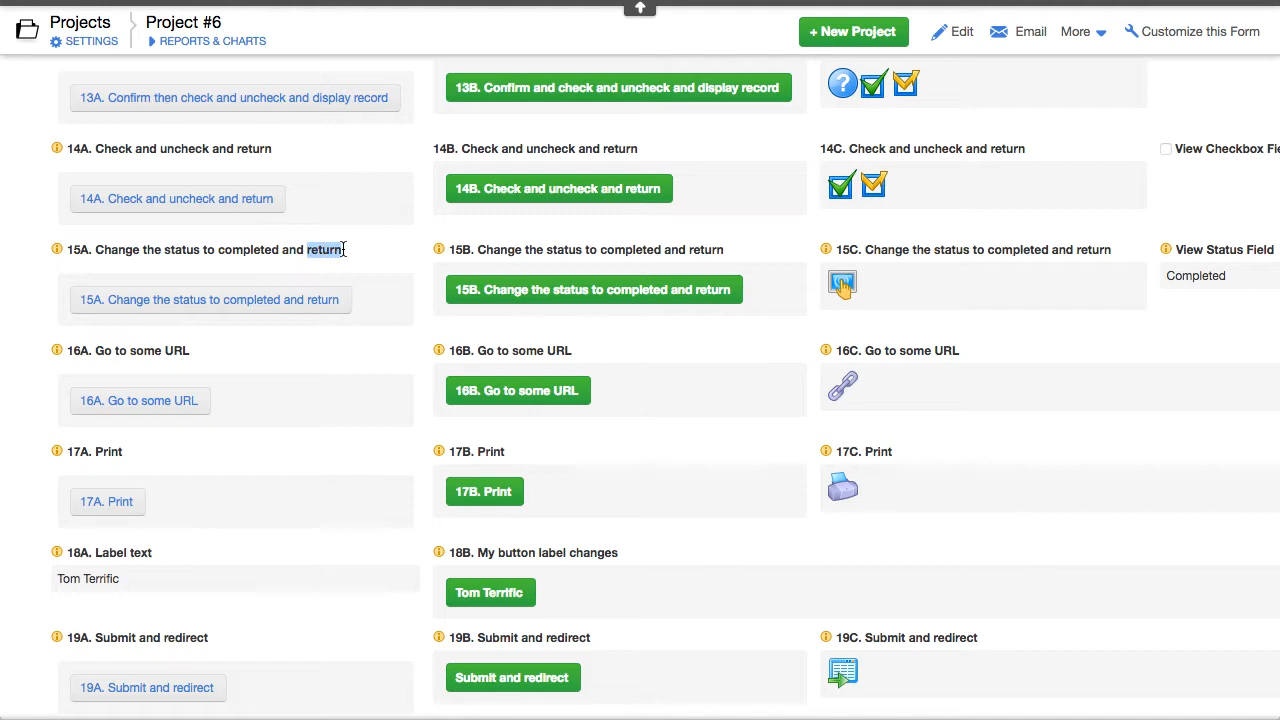 Projects
SETTINGS
Project #6
REPORTS & CHARTS
+ New Project
Edit
Email
More
Customize this Form
13A. Confirm then check and uncheck and display record
13B. Confirm and check and uncheck and display record
14A. Check and uncheck and return
14B. Check and uncheck and return
14C. Check and uncheck and return
View Checkbox Fie
14A. Check and uncheck and return
14B. Check and uncheck and return
15A. Change the status to completed and return
15B. Change the status to completed and return
15C. Change the status to completed and return
View Status Field
15A. Change the status to completed and return
15B. Change the status to completed and return
Completed
16A. Go to some URL
16B. Go to some URL
16C. Go to some URL
16A. Go to some URL
16B. Go to some URL
17A. Print
17B. Print
17C. Print
17A. Print
17B. Print
18A. Label text
18B. My button label changes
Tom Terrific
Tom Terrific
19A. Submit and redirect
19B. Submit and redirect
19C. Submit and redirect
19A. Submit and redirect
Submit and redirect